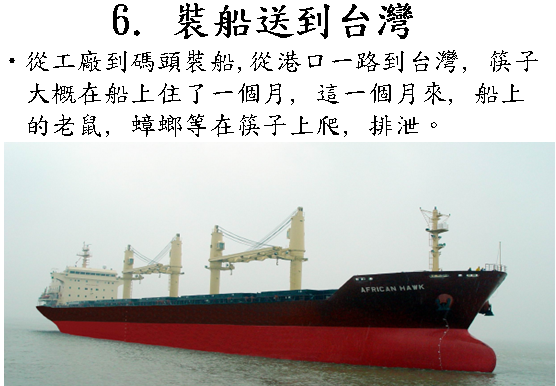 6. 裝船送到台灣
•從工廠到碼頭裝船,從港口一路到台灣, 筷子
大概在船上住了一個月, 這一個月來, 船上
的老鼠, 蟑螂等在筷子上爬, 排泄。
AFRICAN HAWK